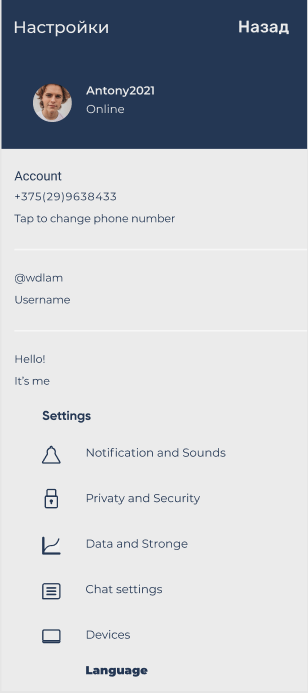 Настройки
Назад
Antony2021
Online
Account
+375(29)9638433
Tap to change phone number
@wdlam
Username
Hello!
It's me
Settings
Notification and Sounds
Privaty and Security
Data and Stronge
Chat settings
Devices
Language